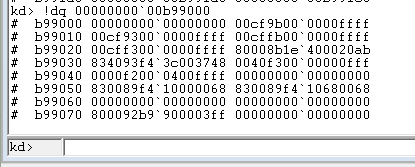 kd> !dq 00000000`00b99000
#  b99000 00000000`00000000 00cf9b00`0000ffff
#  b99010 00cf9300`0000ffff 00cffb00`0000ffff
#  b99020 00cff300`0000ffff 80008b1e`400020ab
#  b99030 834093f4`3c003748 0040f300`00000fff
#  b99040 0000f200`0400ffff 00000000`00000000
#  b99050 830089f4`10000068 830089f4`10680068
#  b99060 00000000`00000000 00000000`00000000
#  b99070 800092b9`900003ff 00000000`00000000
kd>